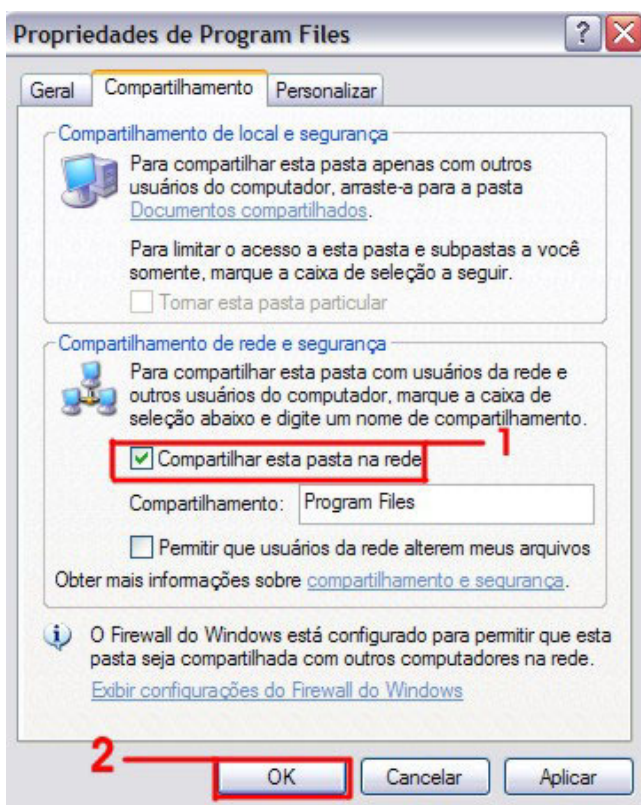 Propriedades de Program Files
Geral Compartilhamento Personalizar
Compartilhamento de local e segurança
Para compartilhar esta pasta apenas com outros
usuários do computador, arraste-a para a pasta
Documentos compartilhados.
Para limitar o acesso a esta pasta e subpastas a você
somente, marque a caixa de seleção a seguir.
Tornar esta pasta particular
Compartilhamento de rede e segurança
Para compartilhar esta pasta com usuários da rede e
outros usuários do computador, marque a caixa de
seleção abaixo e digite um nome de compartilhamento.
1
Compartilhar esta pasta na rede
Compartilhamento: Program Files
Permitir que usuários da rede alterem meus arquivos
Obter mais informações sobre compartilhamento e segurança.
O Firewall do Windows está configurado para permitir que esta
pasta seja compartilhada com outros computadores na rede.
Exibir configurações do Firewall do Windows
2
OK Cancelar Aplicar